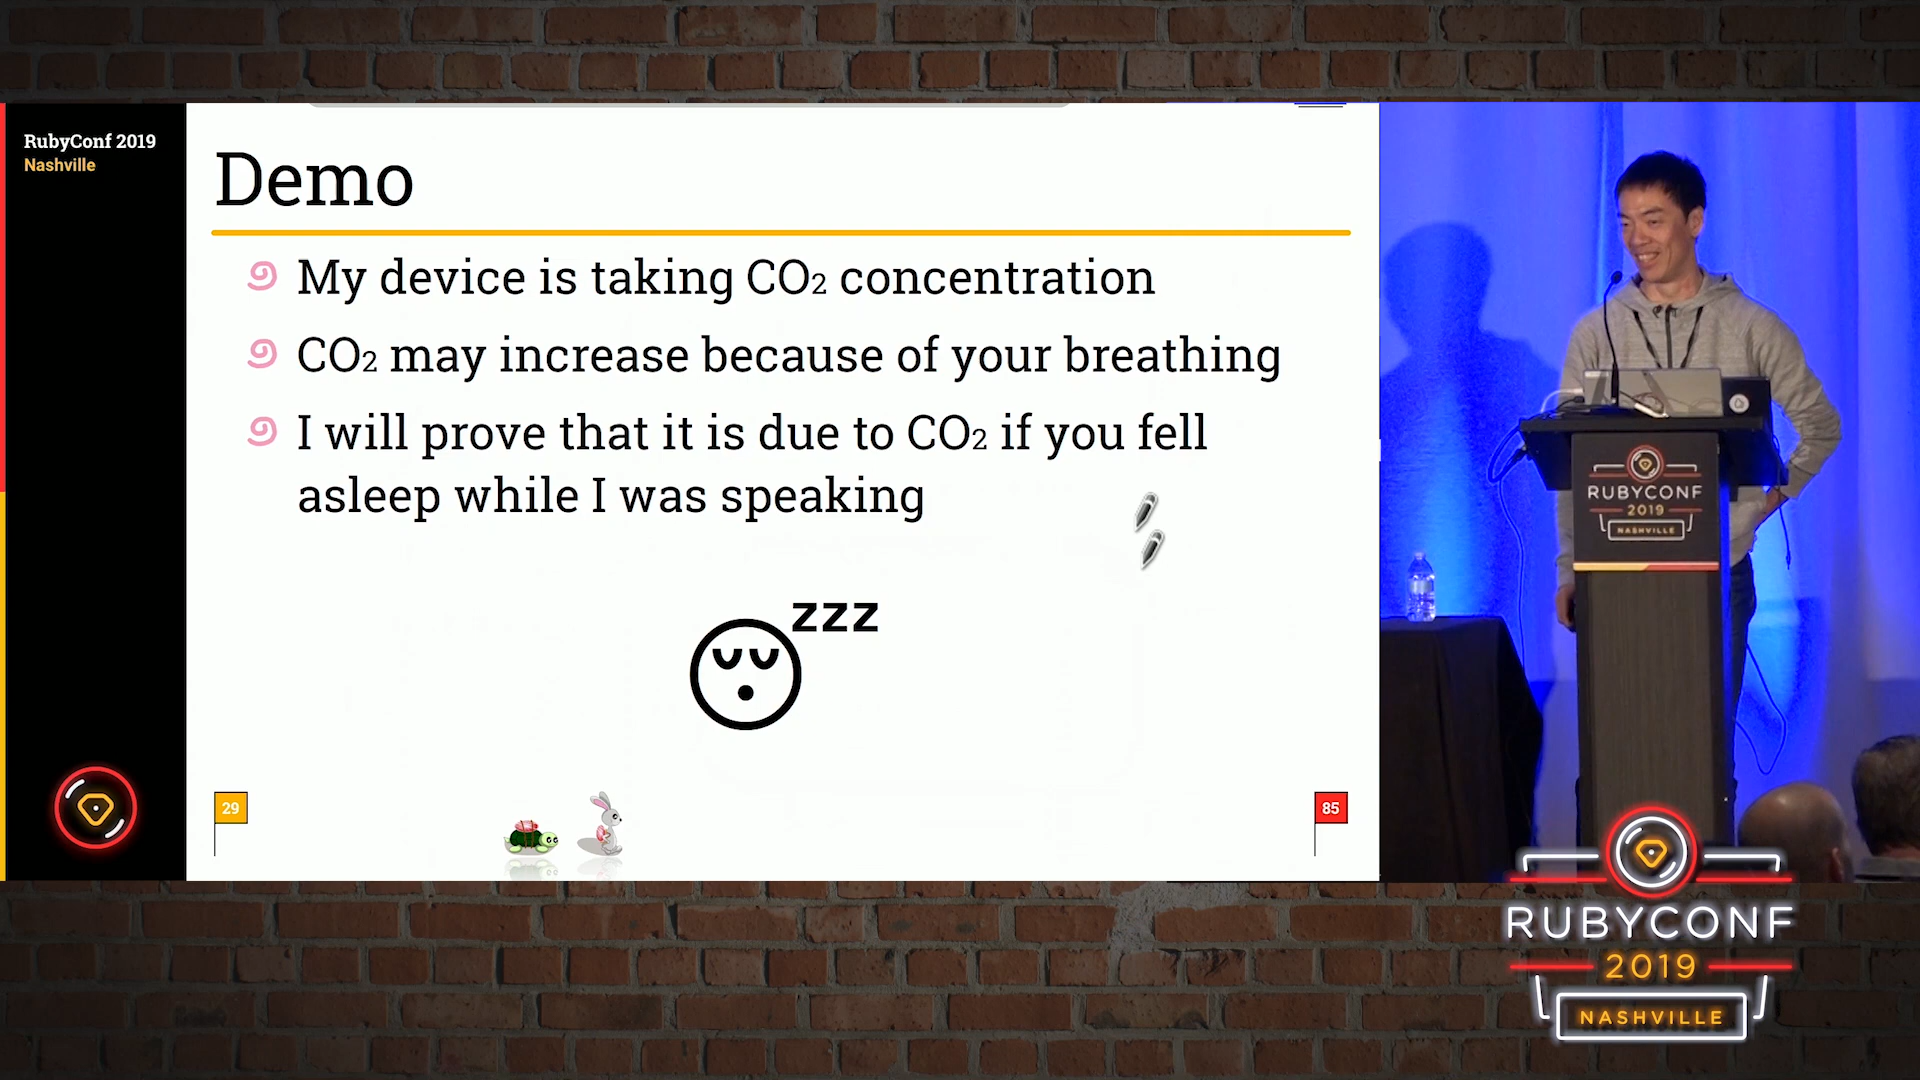 RubyConf 2019
Nashville
Demo
My device is taking CO₂ concentration
CO₂ may increase because of your breathing
I will prove that it is due to CO₂ if you fell
asleep while I was speaking
zzz
29
85
RUBYCONF
2019
NASHVILLE
RUBYCONF
2019
NASHVILLE